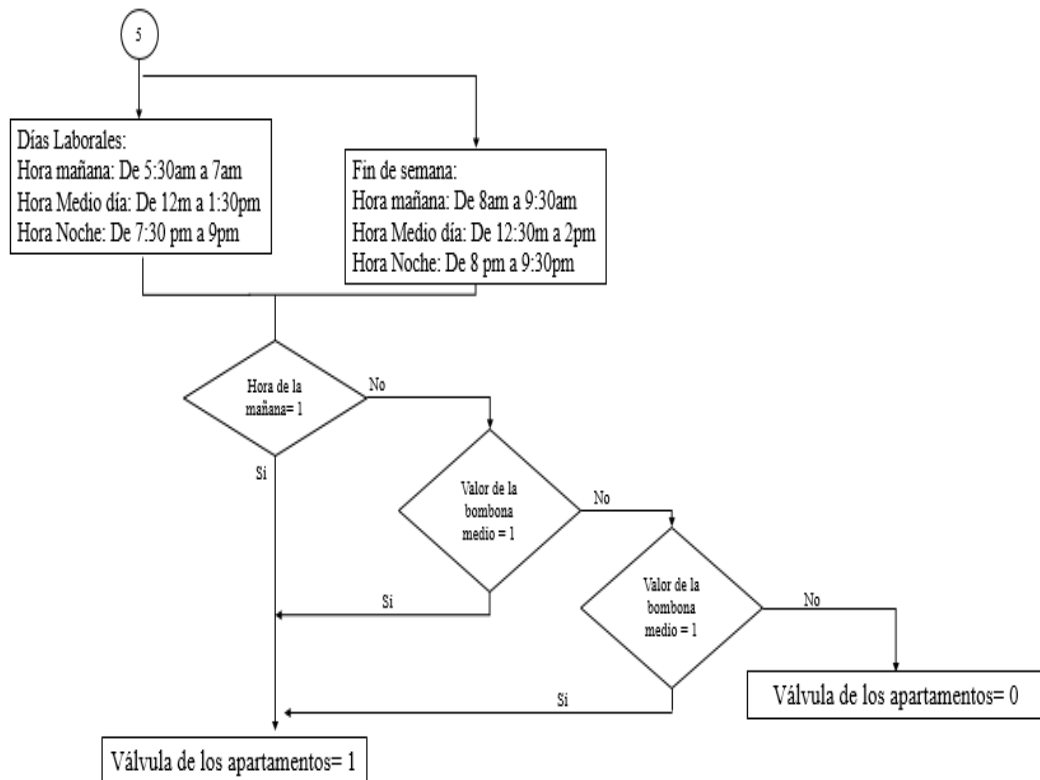 5
Días Laborales:
Hora mañana: De 5:30am a 7am
Hora Medio día: De 12m a 1:30pm
Hora Noche: De 7:30 pm a 9pm
Fin de semana:
Hora mañana: De 8am a 9:30am
Hora Medio día: De 12:30m a 2pm
Hora Noche: De 8 pm a 9:30pm
Hora de la
mañana= 1
No
Si
Valor de la
bombona
medio = 1
No
Si
Valor de la
bombona
medio = 1
No
Si
Válvula de los apartamentos= 0
Válvula de los apartamentos= 1